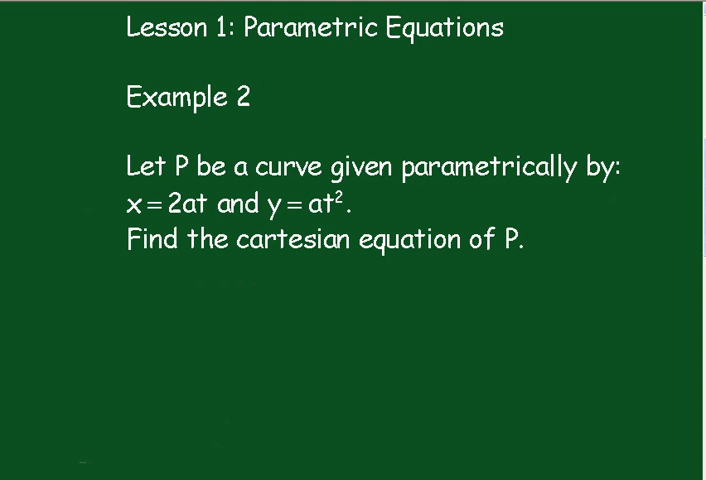 Lesson 1: Parametric Equations
Example 2
Let P be a curve given parametrically by:
x = 2at and y = at².
Find the cartesian equation of P.